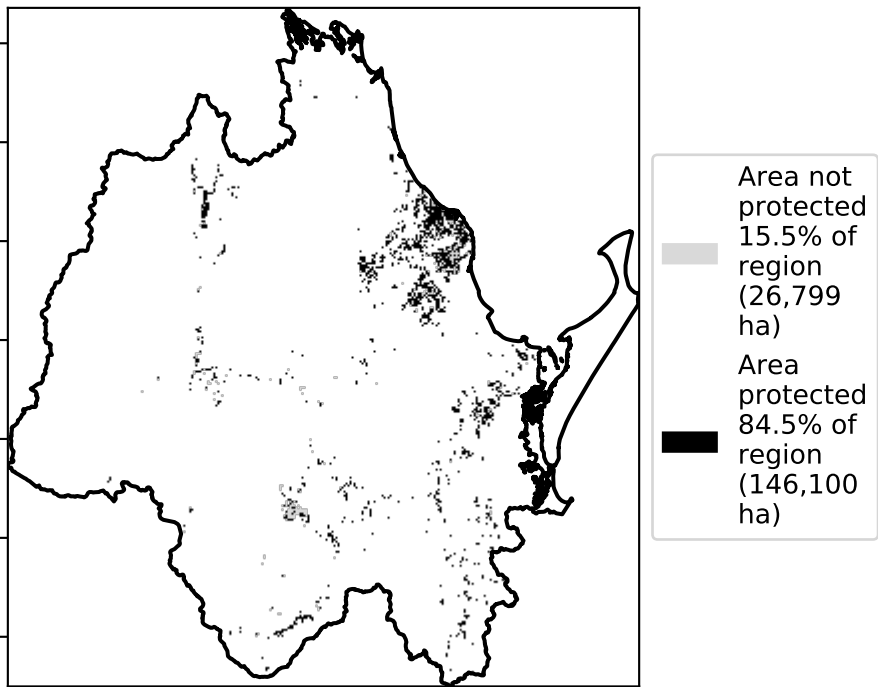 Area not
protected
15.5% of
region
(26,799
ha)
Area
protected
84.5% of
region
(146,100
ha)